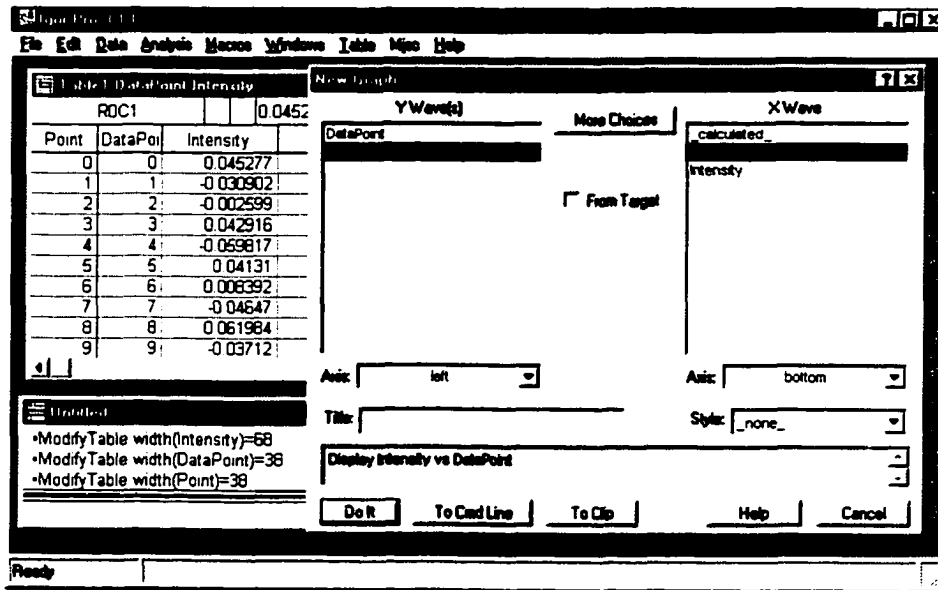 Igor Pro 3.13
File Edit Data Analysis Macros Windows Table Misc Help
Table1 DataPoint Intensity
R0C1 0.0452
Point DataPoi Intensity
0 0 0.045277
1 1 -0.030902
2 2 -0.002599
3 3 0.042916
4 4 -0.059817
5 5 0.04131
6 6 0.008392
7 7 -0.04647
8 8 0.061984
9 9 -0.03712
Untitled
•ModifyTable width(Intensity)=68
•ModifyTable width(DataPoint)=38
•ModifyTable width(Point)=38
New Graph
Y Wave(s)
DataPoint
More Choices
From Target
X Wave
_calculated_
Intensity
Axis: left
Axis: bottom
Title:
Style: _none_
Display Intensity vs DataPoint
Do It To Cmd Line To Clip Help Cancel
Ready